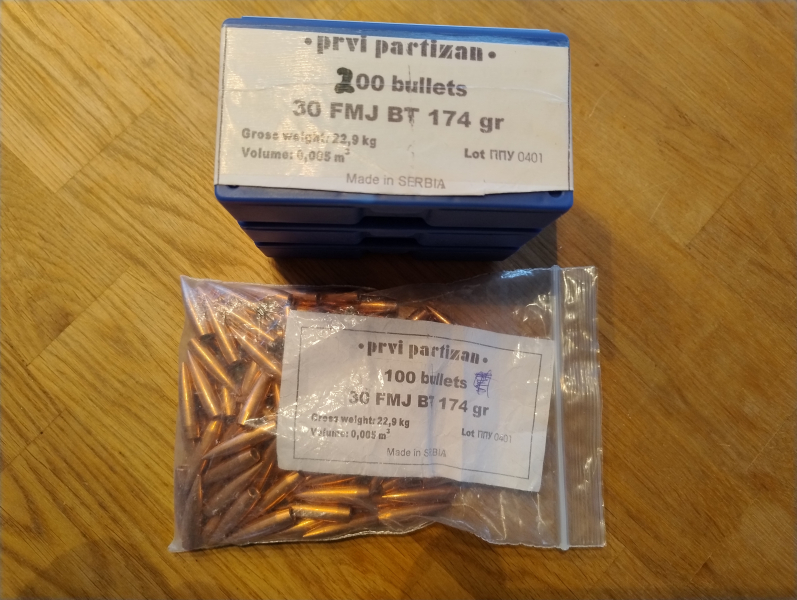 •prvi partizan•
200 bullets
30 FMJ BT 174 gr
Gross weight: 22,9 kg
Volume: 0,005 m³
Lot ППУ 0401
Made in SERBIA
•prvi partizan•
100 bullets
30 FMJ BT 174 gr
Gross weight: 22,9 kg
Volume: 0,005 m³
Lot ППУ 0401
Made in SERBIA